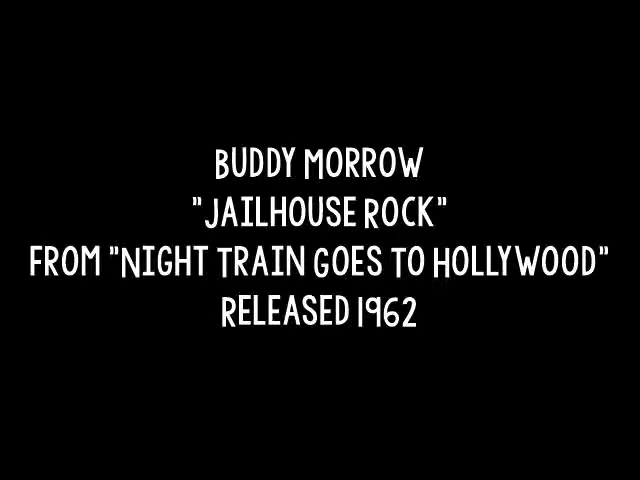 BUDDY MORROW
"JAILHOUSE ROCK"
FROM "NIGHT TRAIN GOES TO HOLLYWOOD"
RELEASED 1962